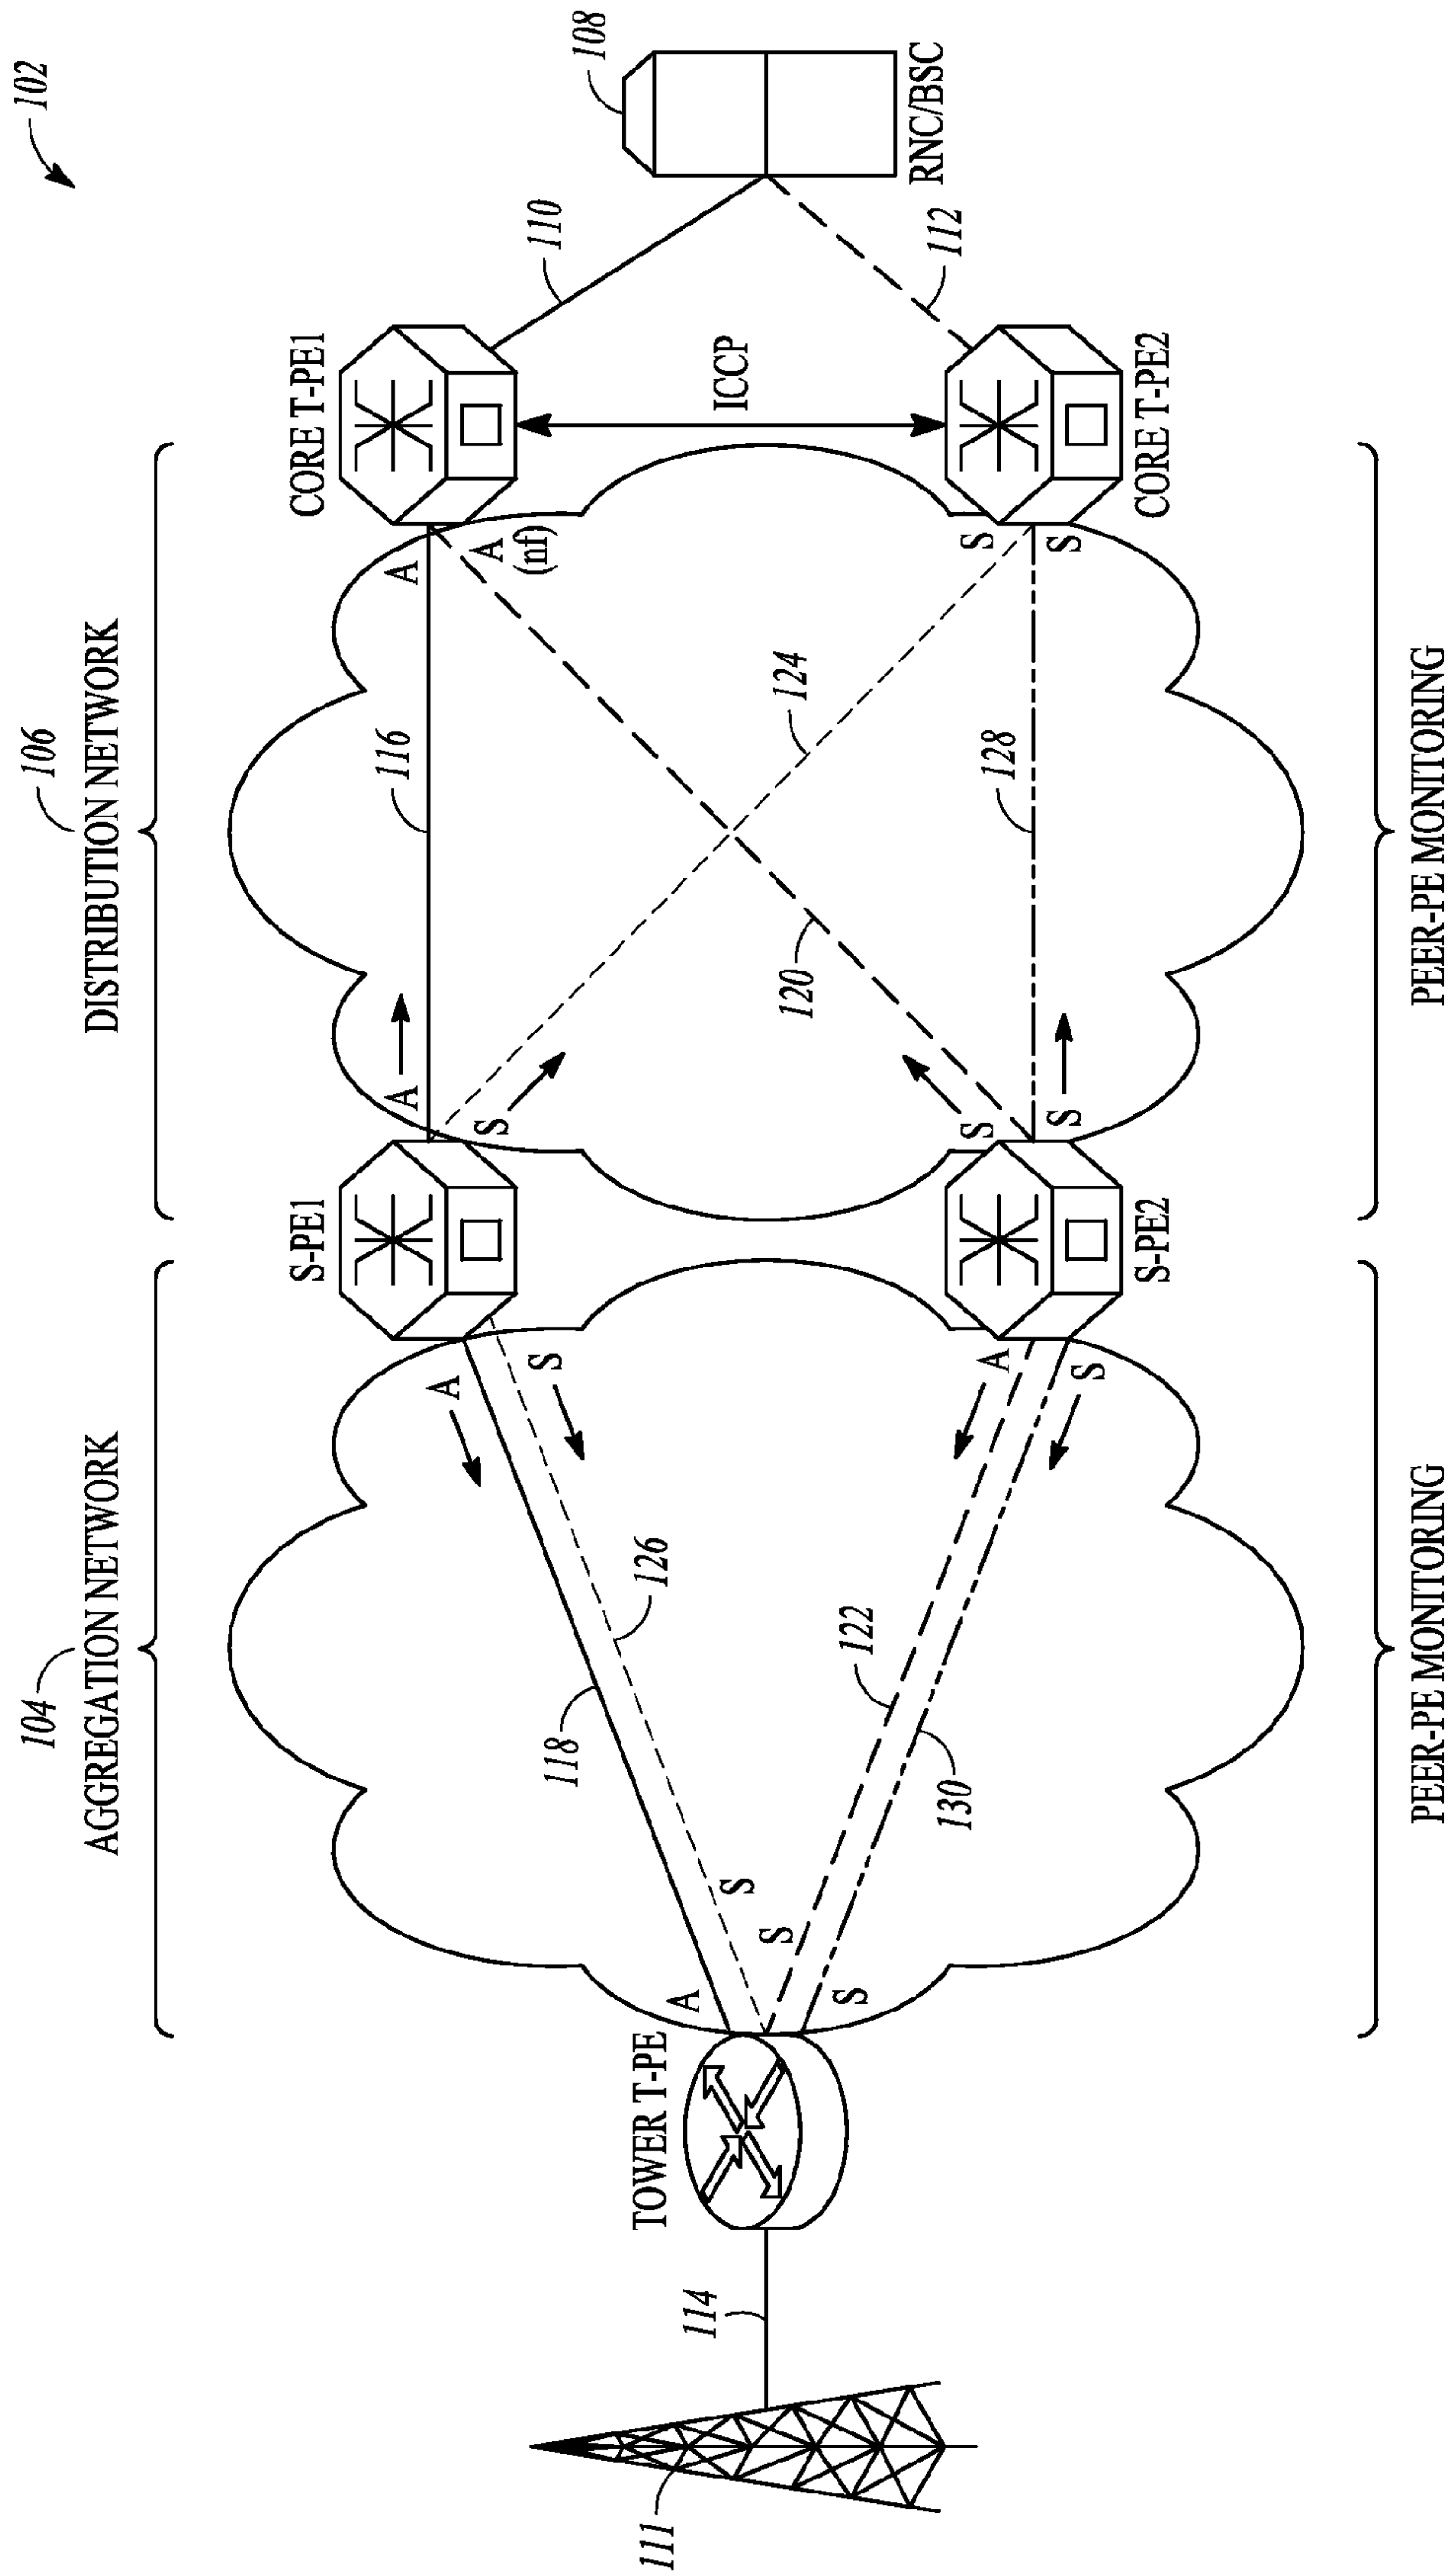 102
104
106
AGGREGATION NETWORK
DISTRIBUTION NETWORK
S-PE1
CORE T-PE1
108
110
A
A
A
116
A
A
(nf)
S
S
118
126
TOWER T-PE
114
111
S
S
S
122
130
A
S
S
S
120
124
128
S
S
ICCP
112
RNC/BSC
S-PE2
CORE T-PE2
PEER-PE MONITORING
PEER-PE MONITORING